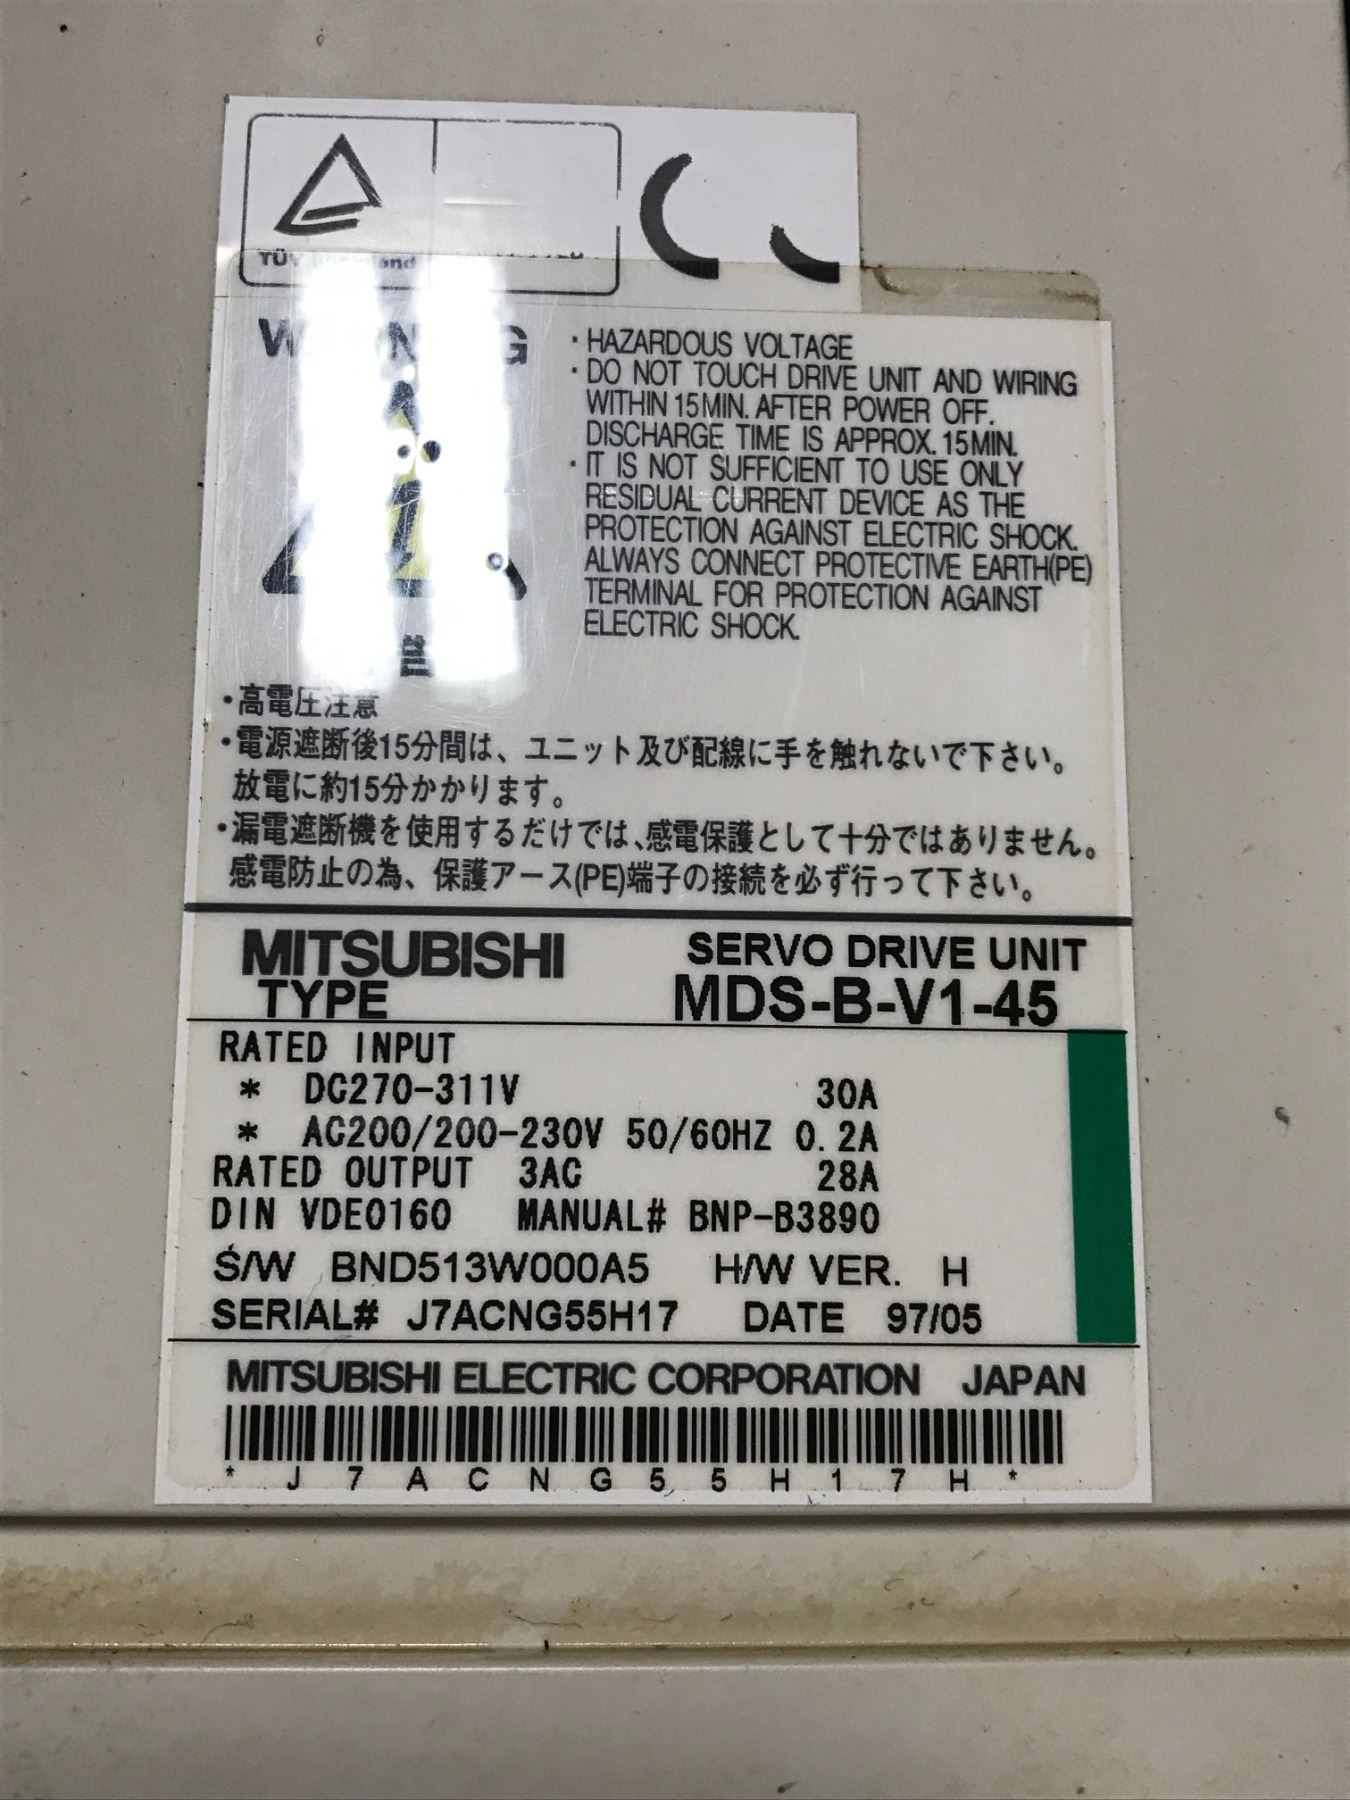 CE
· HAZARDOUS VOLTAGE
· DO NOT TOUCH DRIVE UNIT AND WIRING
WITHIN 15MIN. AFTER POWER OFF.
DISCHARGE TIME IS APPROX. 15MIN.
· IT IS NOT SUFFICIENT TO USE ONLY
RESIDUAL CURRENT DEVICE AS THE
PROTECTION AGAINST ELECTRIC SHOCK.
ALWAYS CONNECT PROTECTIVE EARTH(PE)
TERMINAL FOR PROTECTION AGAINST
ELECTRIC SHOCK.
・高電圧注意
・電源遮断後15分間は、ユニット及び配線に手を触れないで下さい。
放電に約15分かかります。
・漏電遮断機を使用するだけでは、感電保護として十分ではありません。
感電防止の為、保護アース(PE)端子の接続を必ず行って下さい。
MITSUBISHI SERVO DRIVE UNIT
TYPE MDS-B-V1-45
RATED INPUT
* DC270-311V 30A
* AC200/200-230V 50/60HZ 0.2A
RATED OUTPUT 3AC 28A
DIN VDE0160 MANUAL# BNP-B3890
S/W BND513W000A5 H/W VER. H
SERIAL# J7ACNG55H17 DATE 97/05
MITSUBISHI ELECTRIC CORPORATION JAPAN
* J 7 A C N G 5 5 H 1 7 H *